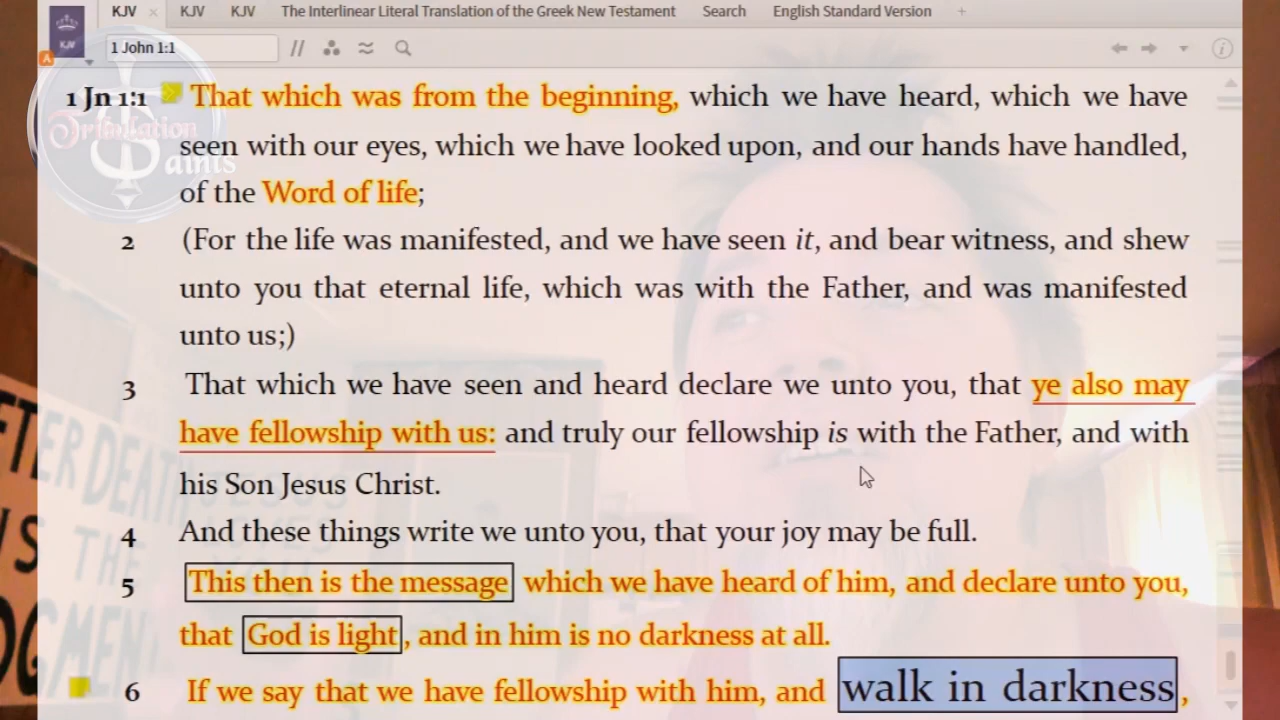 KJV KJV KJV The Interlinear Literal Translation of the Greek New Testament Search English Standard Version
KJV
1 John 1:1
A
Tribulation
Saints
1 Jn 1:1 That which was from the beginning, which we have heard, which we have
seen with our eyes, which we have looked upon, and our hands have handled,
of the Word of life;
2 (For the life was manifested, and we have seen it, and bear witness, and shew
unto you that eternal life, which was with the Father, and was manifested
unto us;)
3 That which we have seen and heard declare we unto you, that ye also may
have fellowship with us: and truly our fellowship is with the Father, and with
his Son Jesus Christ.
4 And these things write we unto you, that your joy may be full.
5 This then is the message which we have heard of him, and declare unto you,
that God is light, and in him is no darkness at all.
6 If we say that we have fellowship with him, and walk in darkness,
AFTER DEATH
IS THE
JUDGMENT
JESUS